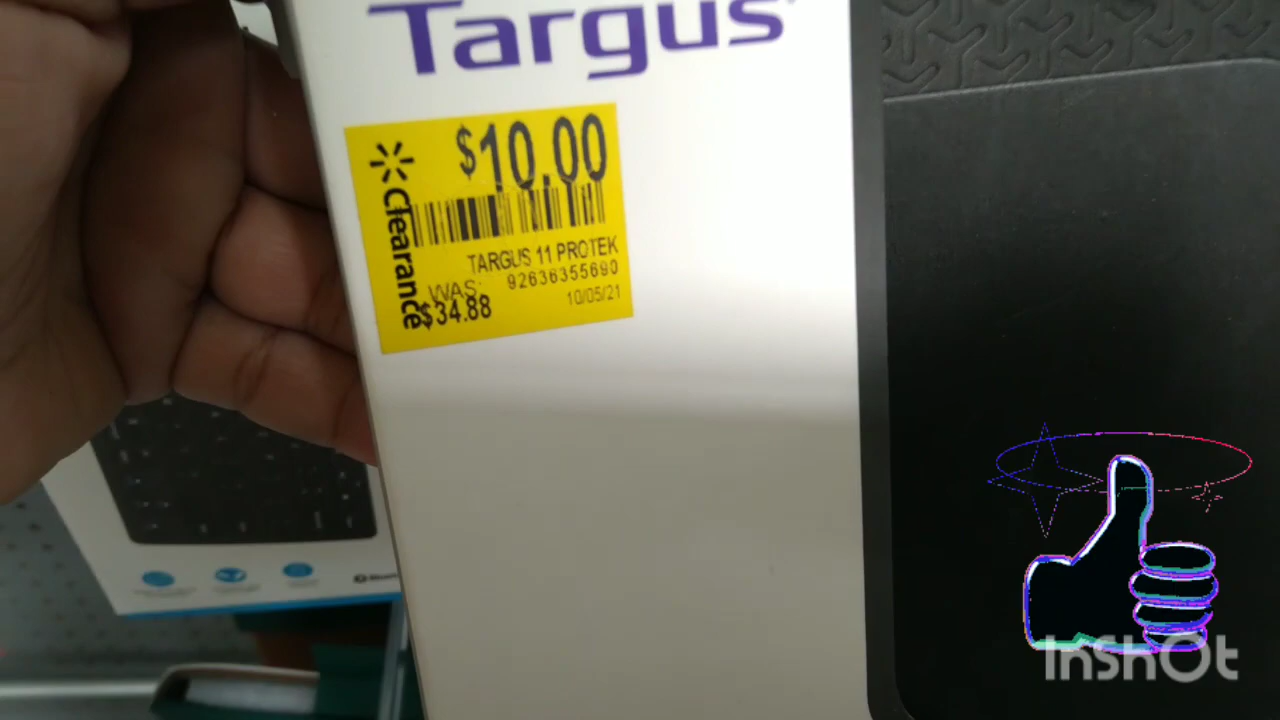 Targus
$10.00
Clearance
TARGUS 11 PROTEK
92636355690
WAS:
10/05/21
$34.88
InShOt